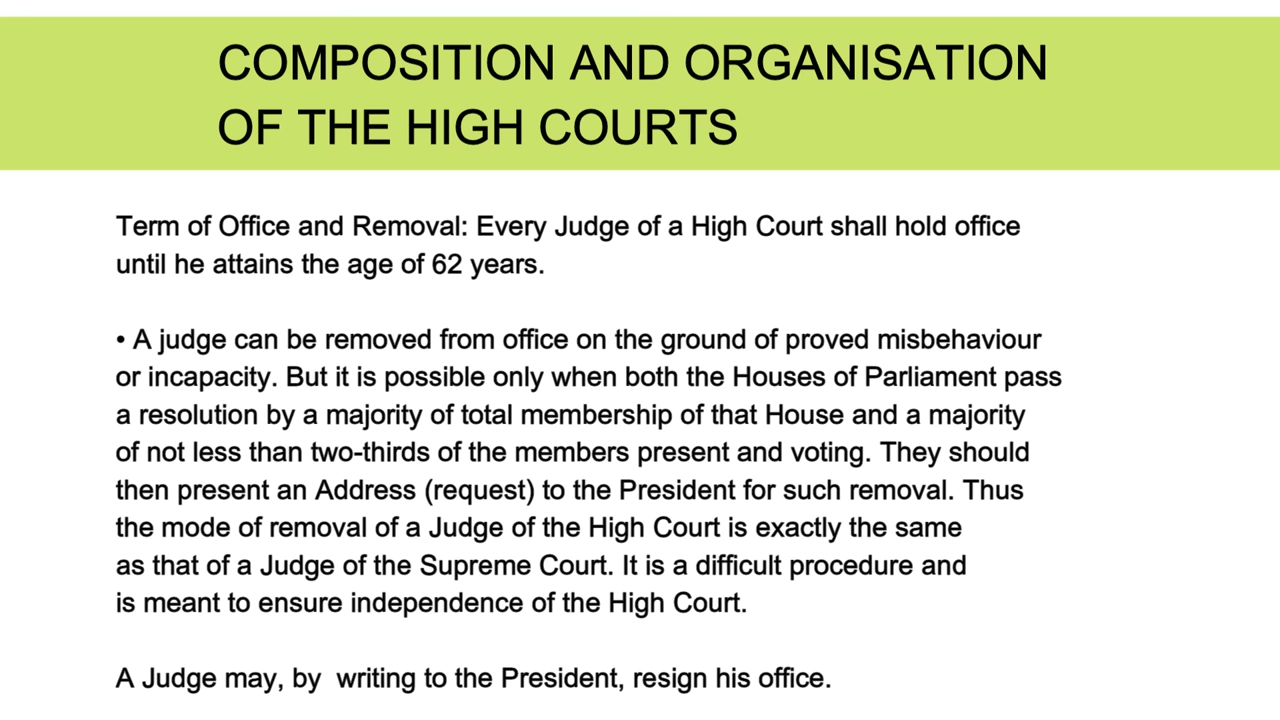 COMPOSITION AND ORGANISATION
OF THE HIGH COURTS
Term of Office and Removal: Every Judge of a High Court shall hold office
until he attains the age of 62 years.
• A judge can be removed from office on the ground of proved misbehaviour
or incapacity. But it is possible only when both the Houses of Parliament pass
a resolution by a majority of total membership of that House and a majority
of not less than two-thirds of the members present and voting. They should
then present an Address (request) to the President for such removal. Thus
the mode of removal of a Judge of the High Court is exactly the same
as that of a Judge of the Supreme Court. It is a difficult procedure and
is meant to ensure independence of the High Court.
A Judge may, by  writing to the President, resign his office.